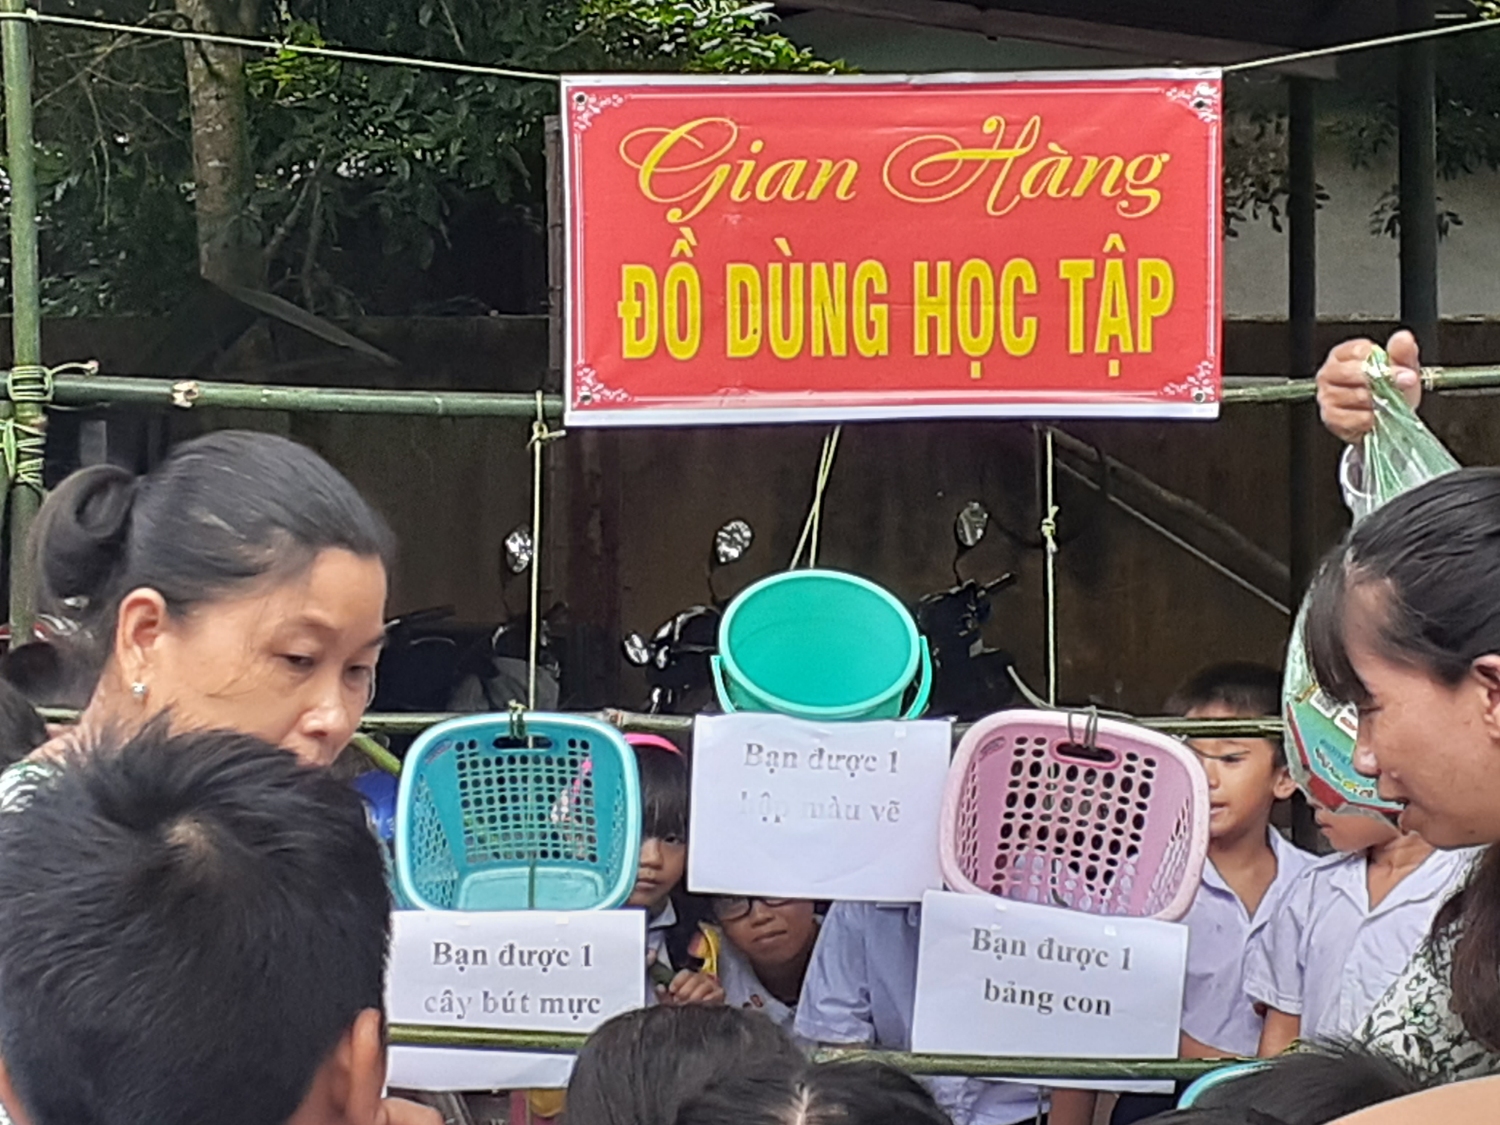 Gian Hàng
ĐỒ DÙNG HỌC TẬP
Bạn được 1
hộp màu vẽ
Bạn được 1
cây bút mực
Bạn được 1
bảng con